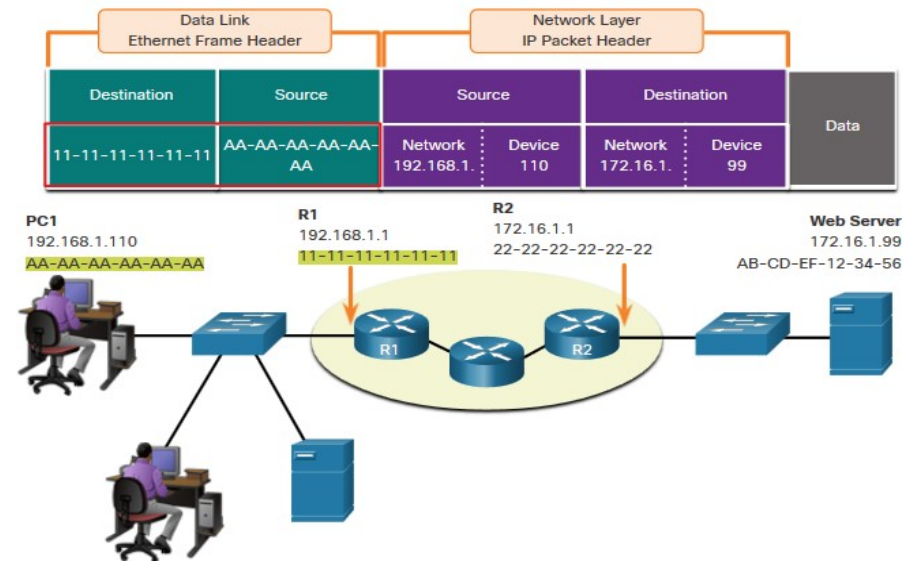 Data Link
Ethernet Frame Header
Network Layer
IP Packet Header
Destination
Source
Source
Destination
Data
11-11-11-11-11-11
AA-AA-AA-AA-AA-
AA
Network
192.168.1.
Device
110
Network
172.16.1.
Device
99
PC1
192.168.1.110
AA-AA-AA-AA-AA-AA
R1
192.168.1.1
11-11-11-11-11-11
R2
172.16.1.1
22-22-22-22-22-22
Web Server
172.16.1.99
AB-CD-EF-12-34-56
R1
R2